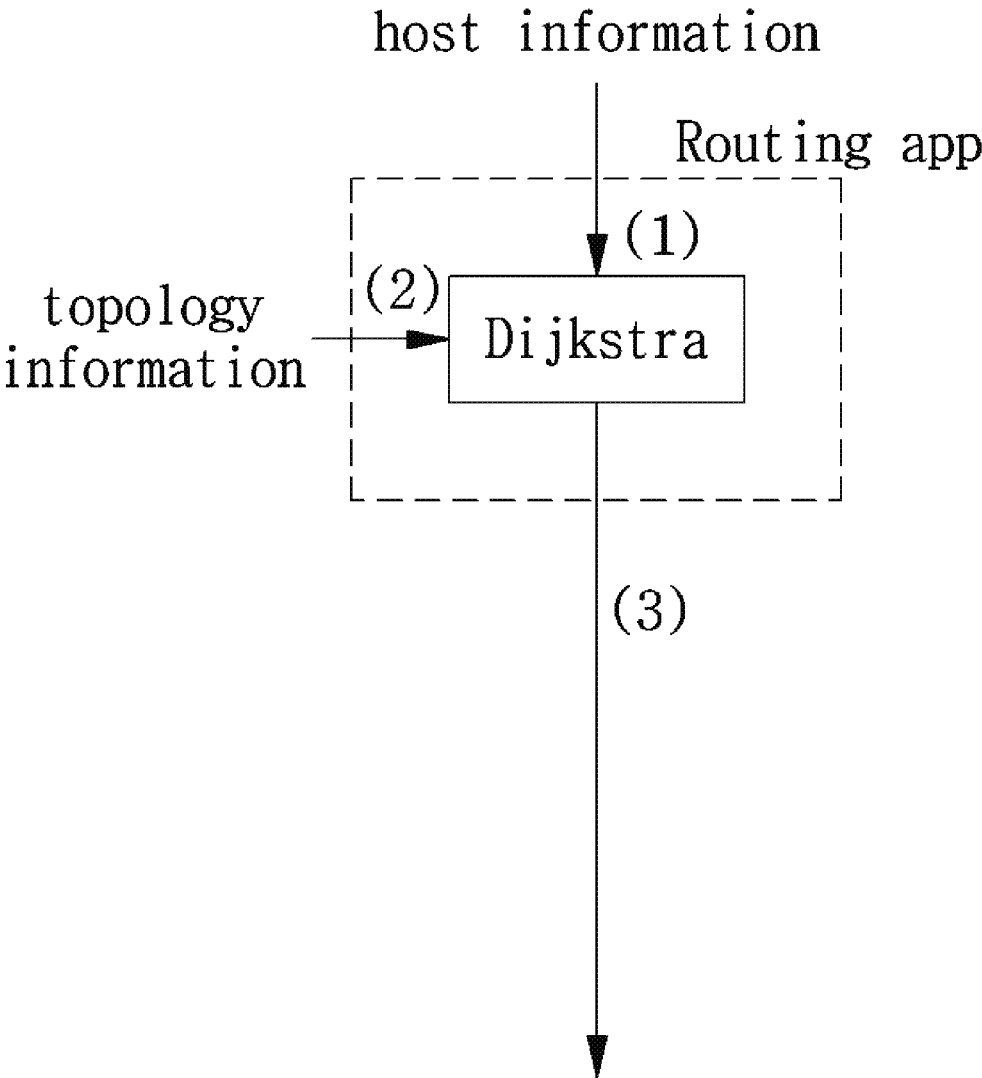 host information
Routing app
(1)
(2)
topology
information
Dijkstra
(3)